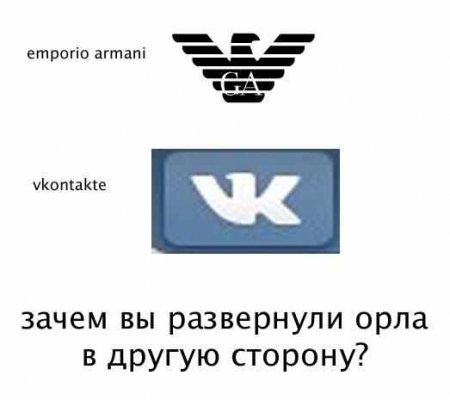 emporio armani
GA
vkontakte
VK
зачем вы развернули орла
в другую сторону?